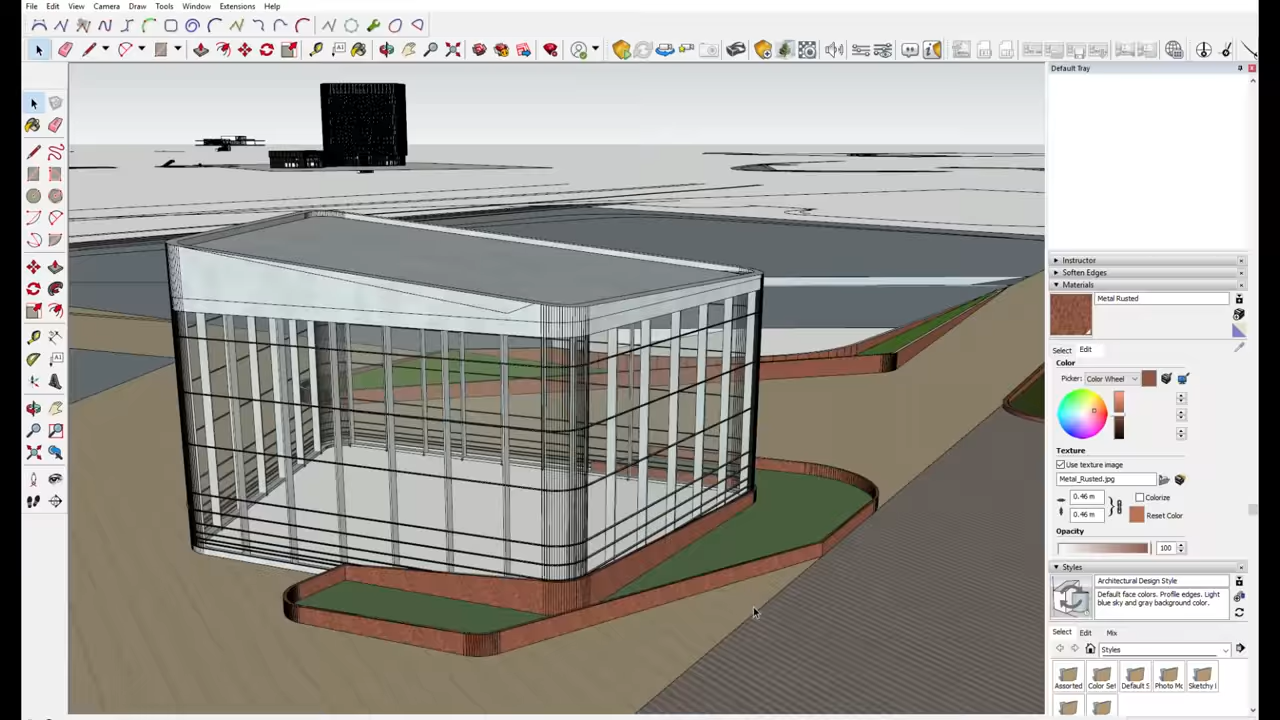 File Edit View Camera Draw Tools Window Extensions Help
Default Tray
Instructor
Soften Edges
Materials
Metal Rusted
Select Edit
Color
Picker: Color Wheel
Texture
Use texture image
Metal_Rusted.jpg
0.46 m Colorize
0.46 m Reset Color
Opacity
100
Styles
Architectural Design Style
Default face colors. Profile edges. Light
blue sky and gray background color.
Select Edit Mix
Styles
Assorted Color Se Default S Photo Mo Sketchy